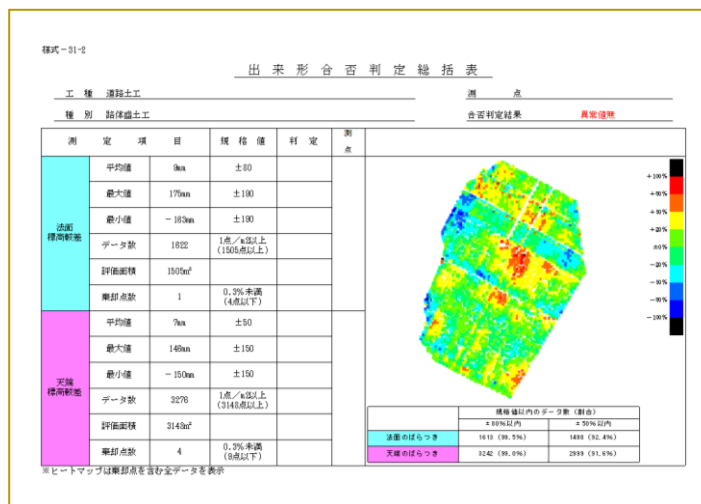 様式－31-2
出来形合否判定総括表
工種 道路土工 測点
種別 路体盛土工 合否判定結果 異常値無
測定項目 規格値 判定 測点
法面 標高較差
平均値 9mm ±80
最大値 175mm ±190
最小値 －163mm ±190
データ数 1622 1点／m2以上 (1505点以上)
評価面積 1505m²
棄却点数 1 0.3%未満 (4点以下)
天端 標高較差
平均値 7mm ±50
最大値 146mm ±150
最小値 －150mm ±150
データ数 3276 1点／m2以上 (3143点以上)
評価面積 3143m²
棄却点数 4 0.3%未満 (9点以下)
+100%
+80%
+50%
+20%
±0%
-20%
-50%
-80%
-100%
規格値以内のデータ数（割合）
±80%以内 ±50%以内
法面のばらつき 1613 (99.5%) 1498 (92.4%)
天端のばらつき 3242 (99.0%) 2999 (91.6%)
※ヒートマップは棄却点を含む全データを表示